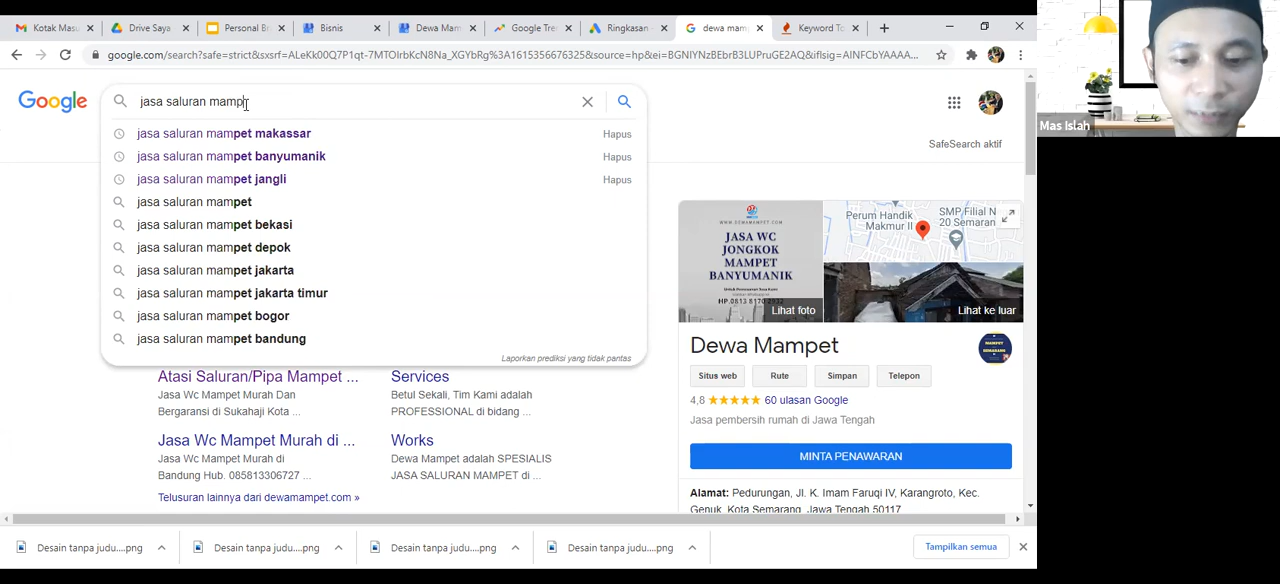 Kotak Masu
Drive Saya
Personal B
Bisnis
Dewa Mam
Google Tre
Ringkasan
dewa mam
Keyword To
google.com/search?safe=strict&sxsrf=ALeKk00Q7P1qt-7MTOlrbKcN8Na_XGYbRg%3A1615356676325&source=hp&ei=BGNIYNzBEbrB3LUPruGE2AQ&iflsig=AINFCbYAAAA...
Google
jasa saluran mamp
jasa saluran mampet makassar
Hapus
jasa saluran mampet banyumanik
Hapus
jasa saluran mampet jangli
Hapus
jasa saluran mampet
jasa saluran mampet bekasi
jasa saluran mampet depok
jasa saluran mampet jakarta
jasa saluran mampet jakarta timur
jasa saluran mampet bogor
jasa saluran mampet bandung
Laporkan prediksi yang tidak pantas
SafeSearch aktif
Atasi Saluran/Pipa Mampet ...
Jasa Wc Mampet Murah Dan
Bergaransi di Sukahaji Kota ...
Services
Betul Sekali, Tim Kami adalah
PROFESSIONAL di bidang ...
Jasa Wc Mampet Murah di ...
Jasa Wc Mampet Murah di
Bandung Hub. 085813306727 ...
Works
Dewa Mampet adalah SPESIALIS
JASA SALURAN MAMPET di ...
Telusuran lainnya dari dewamampet.com »
WWW.DEWAMAMPET.COM
JASA WC
JONGKOK
MAMPET
BANYUMANIK
Lihat foto
Perum Handik
Makmur II
SMP Filial N
20 Semaran
Lihat ke luar
Dewa Mampet
MAMPET
SEMARANG
Situs web
Rute
Simpan
Telepon
4,8
60 ulasan Google
Jasa pembersih rumah di Jawa Tengah
MINTA PENAWARAN
Alamat: Pedurungan, Jl. K. Imam Faruqi IV, Karangroto, Kec.
Genuk, Kota Semarang, Jawa Tengah 50117
Desain tanpa judu....png
Desain tanpa judu....png
Desain tanpa judu....png
Desain tanpa judu....png
Tampilkan semua
Mas Islah